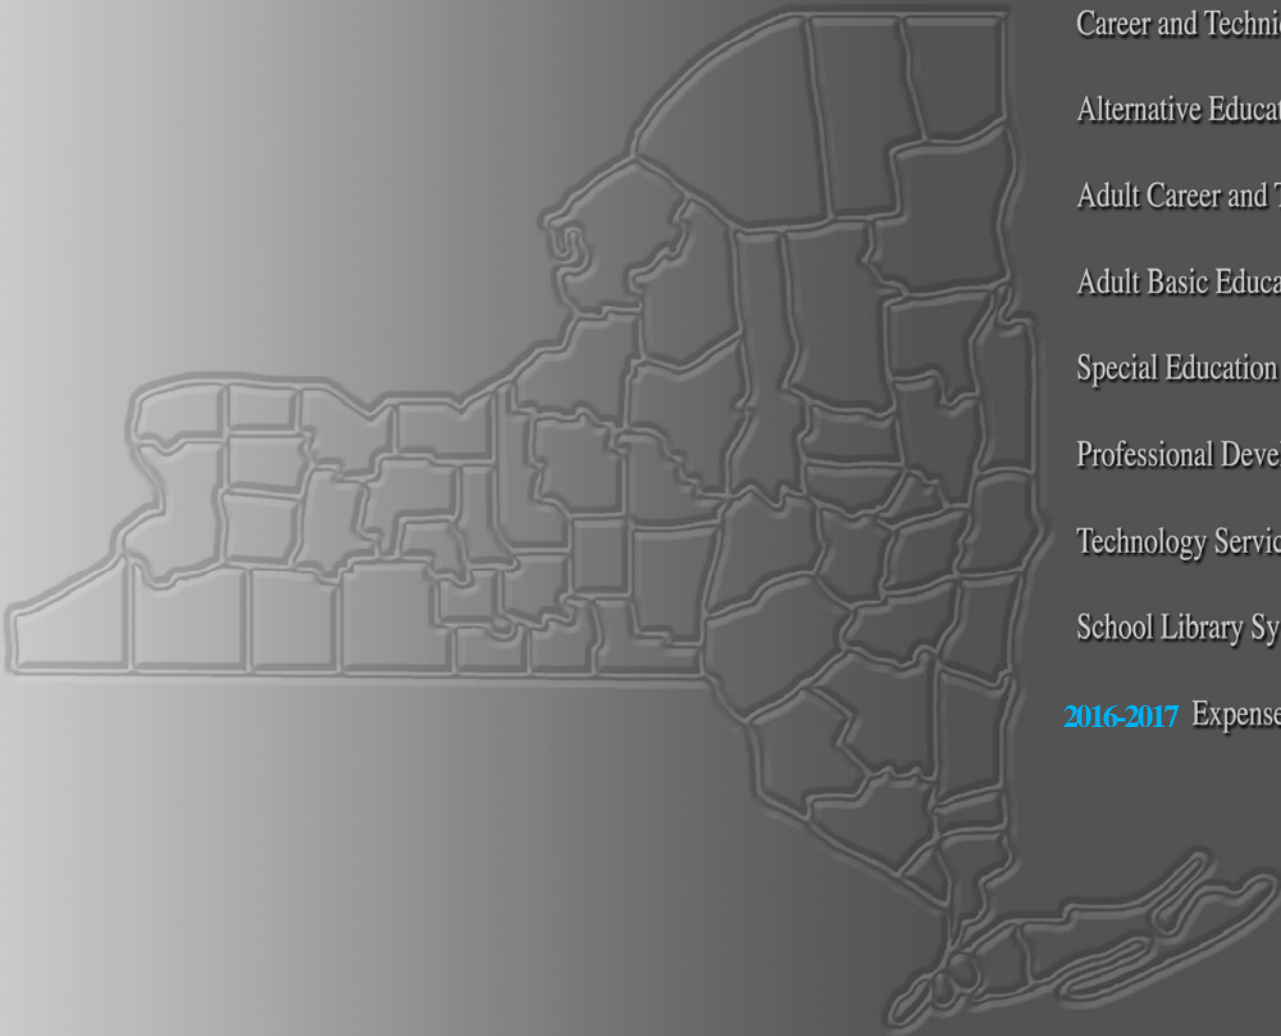 Career and Techni
Alternative Educat
Adult Career and T
Adult Basic Educa
Special Education
Professional Deve
Technology Servic
School Library Sy
2016-2017 Expense